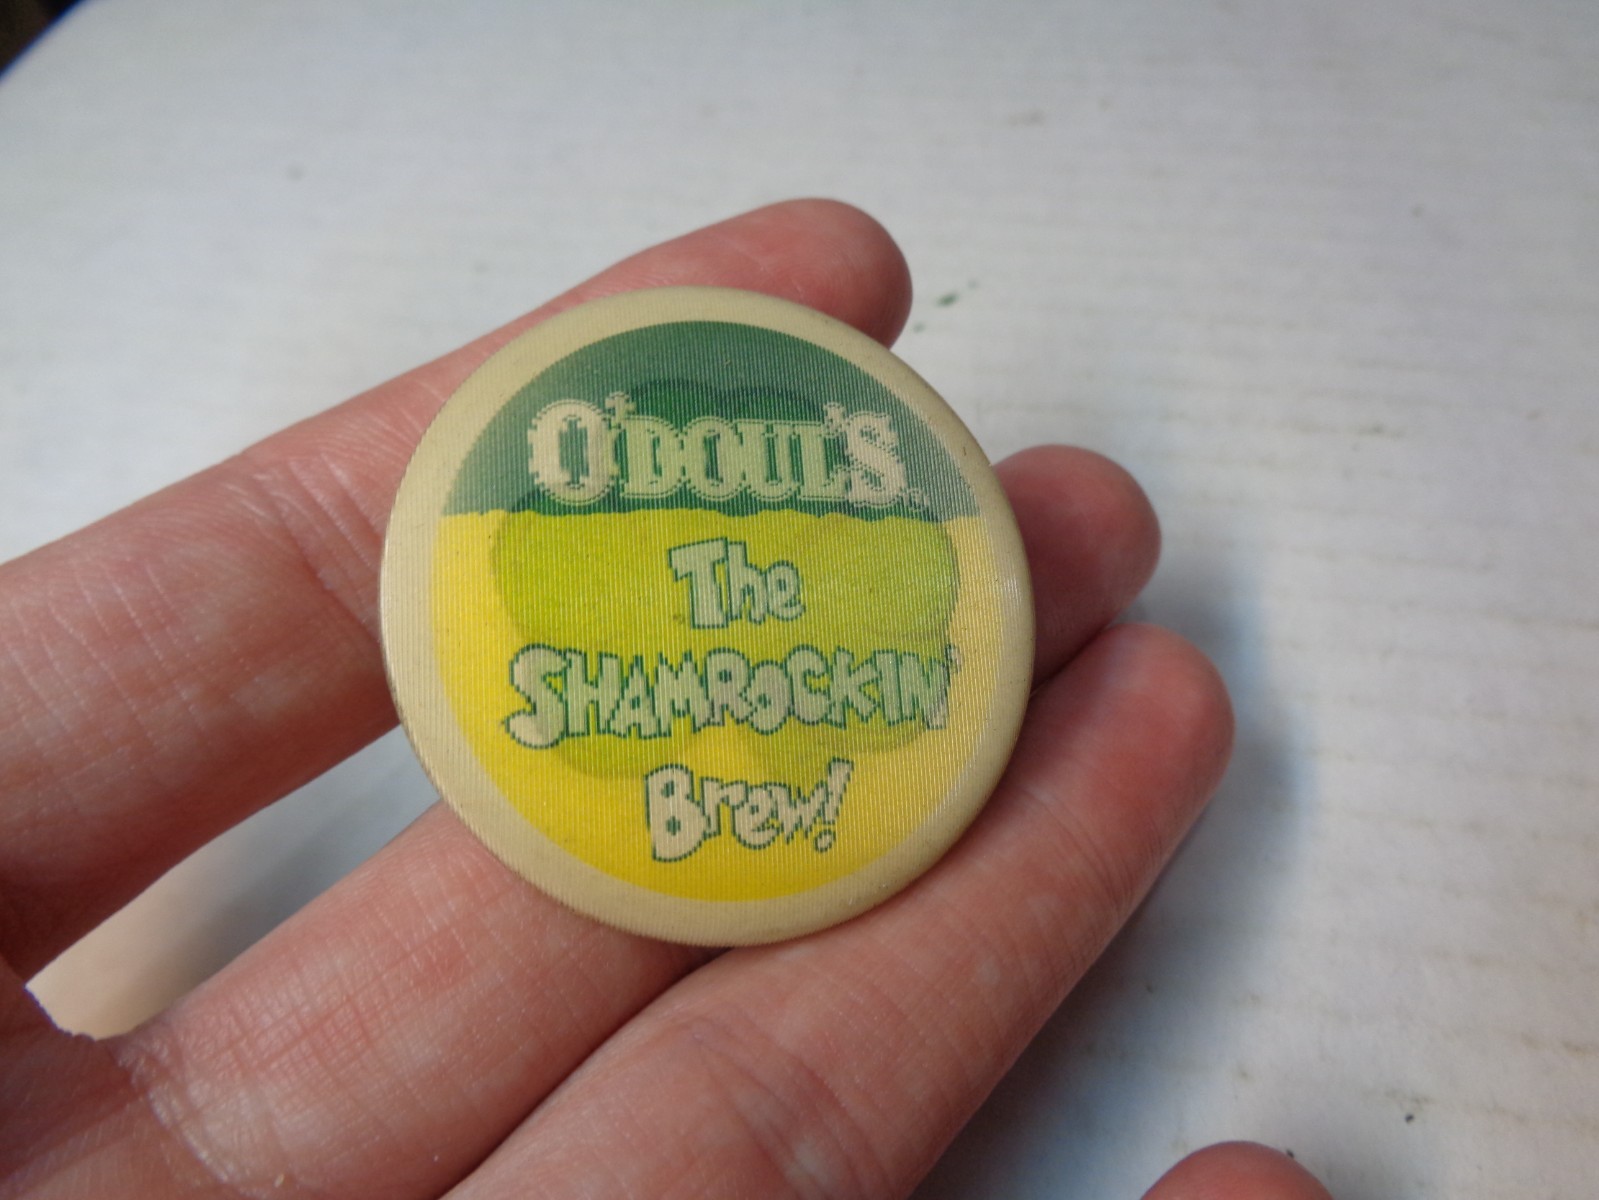 O'DOUL'S®
The
SHAMROCKIN'
Brew!